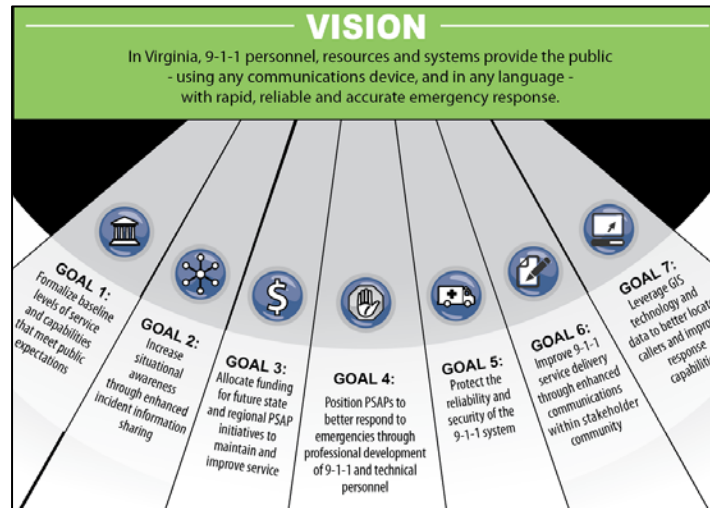 VISION
In Virginia, 9-1-1 personnel, resources and systems provide the public
- using any communications device, and in any language -
with rapid, reliable and accurate emergency response.
GOAL 1:
Formalize baseline
levels of service
and capabilities
that meet public
expectations
GOAL 2:
Increase
situational
awareness
through enhanced
incident information
sharing
$
GOAL 3:
Allocate funding
for future state
and regional PSAP
initiatives to
maintain and
improve service
GOAL 4:
Position PSAPs to
better respond to
emergencies through
professional development
of 9-1-1 and technical
personnel
GOAL 5:
Protect the
reliability and
security of the
9-1-1 system
GOAL 6:
Improve 9-1-1
service delivery
through enhanced
communications
within stakeholder
community
GOAL 7:
Leverage GIS
technology and
data to better locat
callers and impro
response
capabiliti